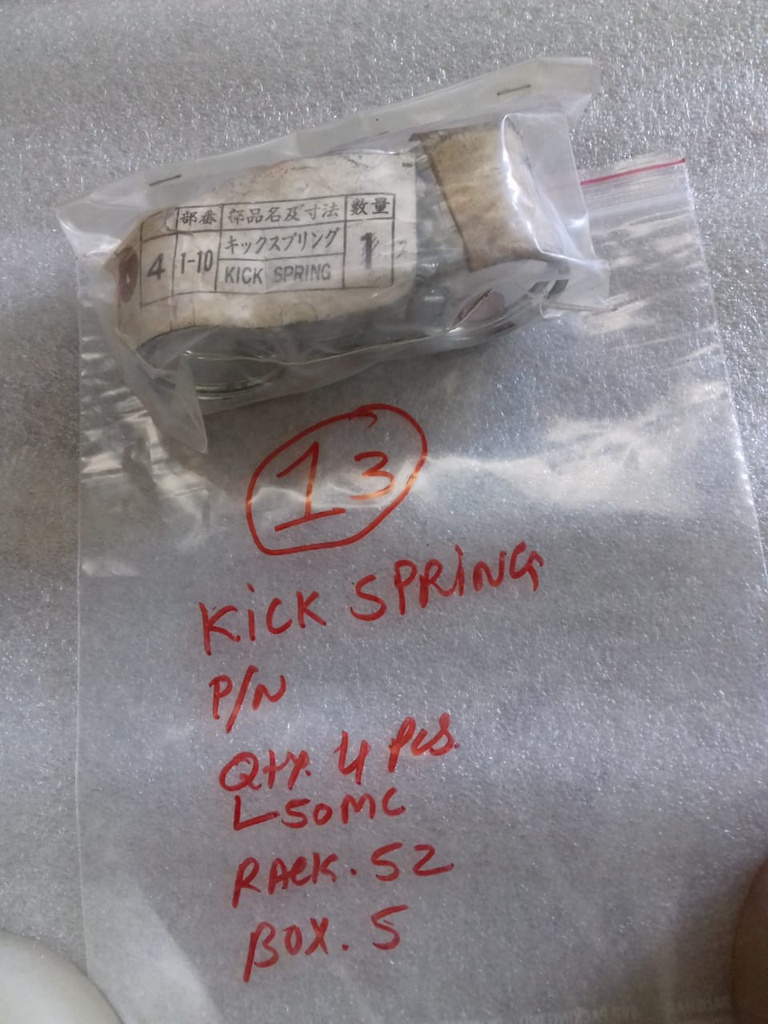 部番 部品名及寸法 数量
4 1-10 キックスプリング 1
KICK SPRING
13
KiCK SPRiNG
P/N
Qty. 4 Pcs.
L50MC
RACK. 52
BOX. 5